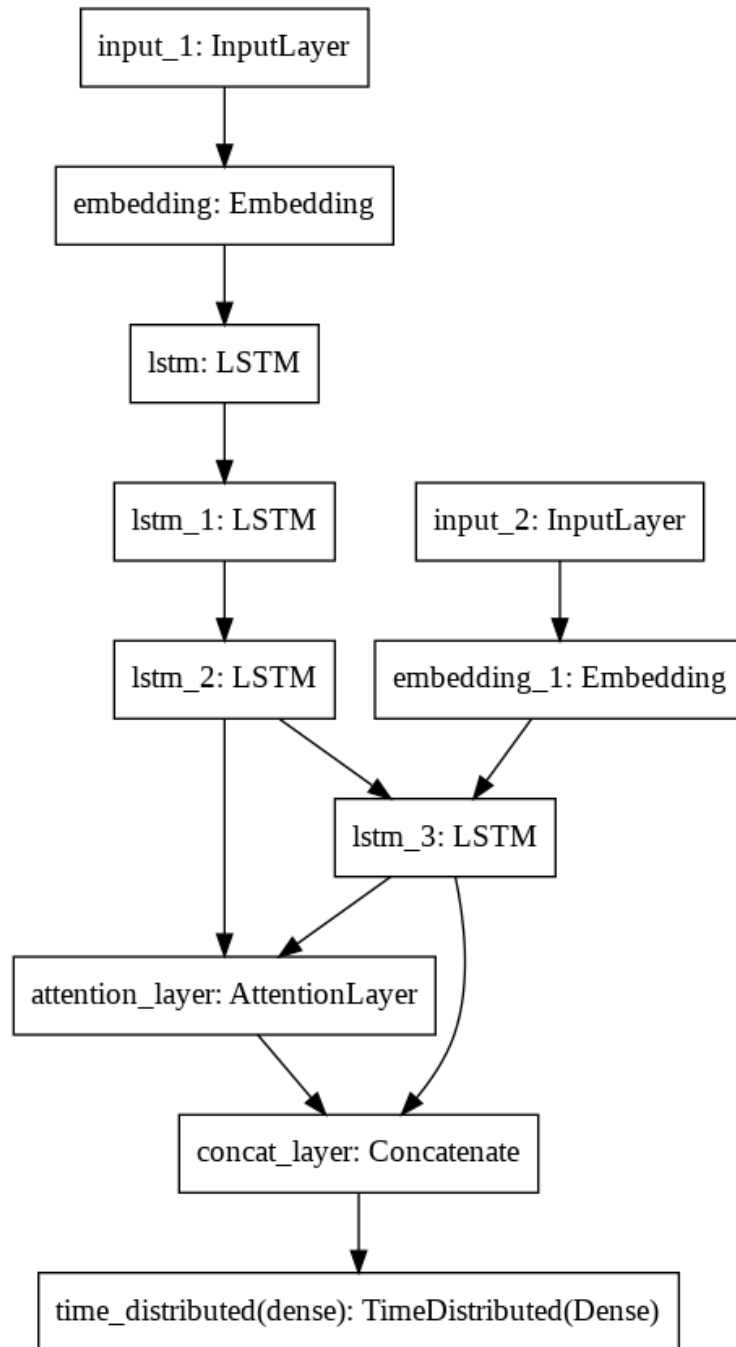 input_1: InputLayer
embedding: Embedding
lstm: LSTM
lstm_1: LSTM
input_2: InputLayer
lstm_2: LSTM
embedding_1: Embedding
lstm_3: LSTM
attention_layer: AttentionLayer
concat_layer: Concatenate
time_distributed(dense): TimeDistributed(Dense)